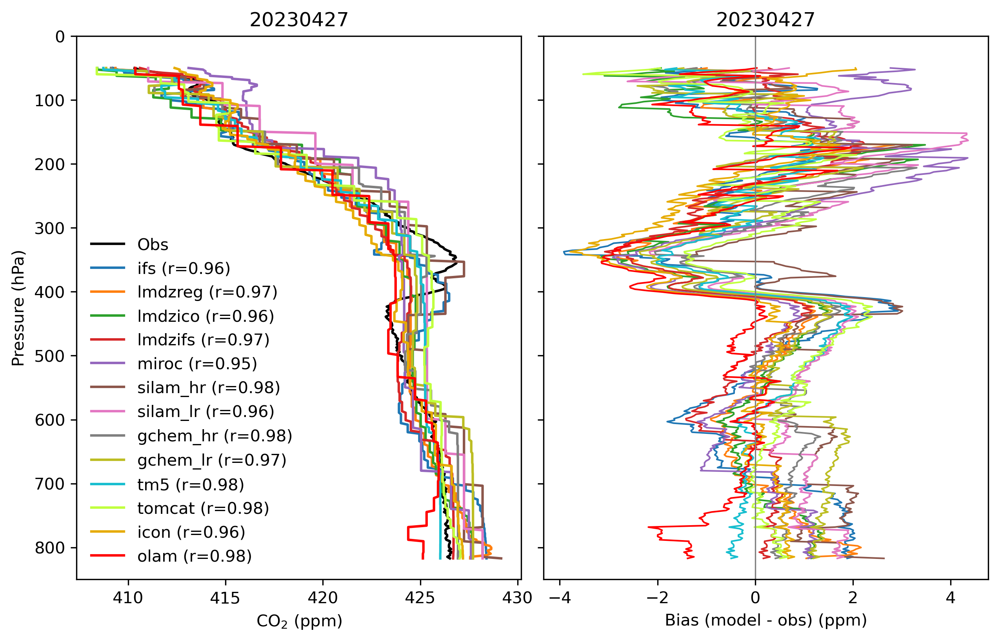 20230427
20230427
0
100
200
300
400
500
600
700
800
Pressure (hPa)
Obs
ifs (r=0.96)
lmdzreg (r=0.97)
lmdzico (r=0.96)
lmdzifs (r=0.97)
miroc (r=0.95)
silam_hr (r=0.98)
silam_lr (r=0.96)
gchem_hr (r=0.98)
gchem_lr (r=0.97)
tm5 (r=0.98)
tomcat (r=0.98)
icon (r=0.96)
olam (r=0.98)
410 415 420 425 430
CO₂ (ppm)
−4 −2 0 2 4
Bias (model - obs) (ppm)